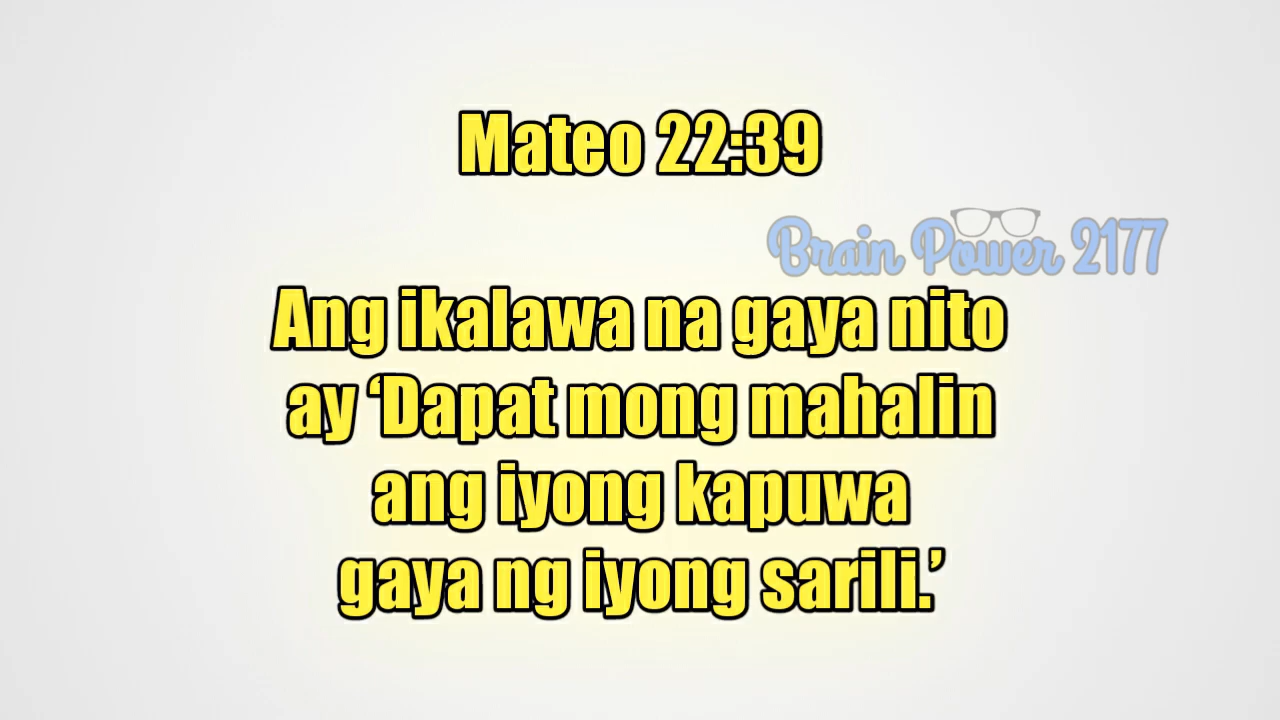 Mateo 22:39
Brain Power 2177
Ang ikalawa na gaya nito
ay ‘Dapat mong mahalin
ang iyong kapuwa
gaya ng iyong sarili.’